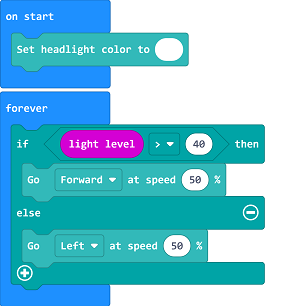 on start
Set headlight color to
forever
if light level > 40 then
Go Forward at speed 50 %
else
Go Left at speed 50 %